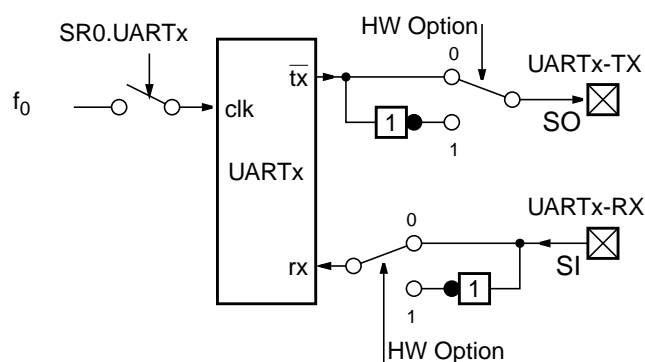 HW Option
SR0.UARTx
0
UARTx-TX
tx
f0
clk
1
SO
1
UARTx
UARTx-RX
0
rx
SI
1
1
HW Option